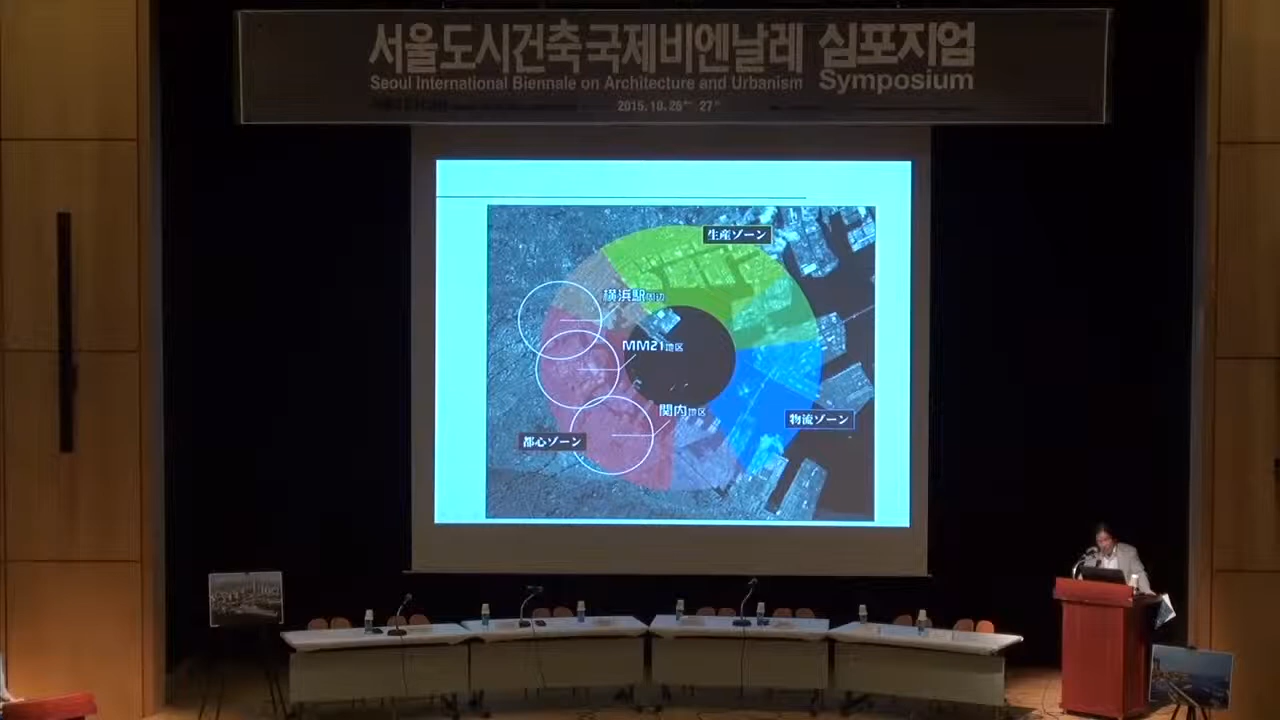 서울도시건축국제비엔날레 심포지엄
Seoul International Biennale on Architecture and Urbanism Symposium
2015.10.26 27
生産ゾーン
横浜駅周辺
MM21地区
関内地区
物流ゾーン
都心ゾーン